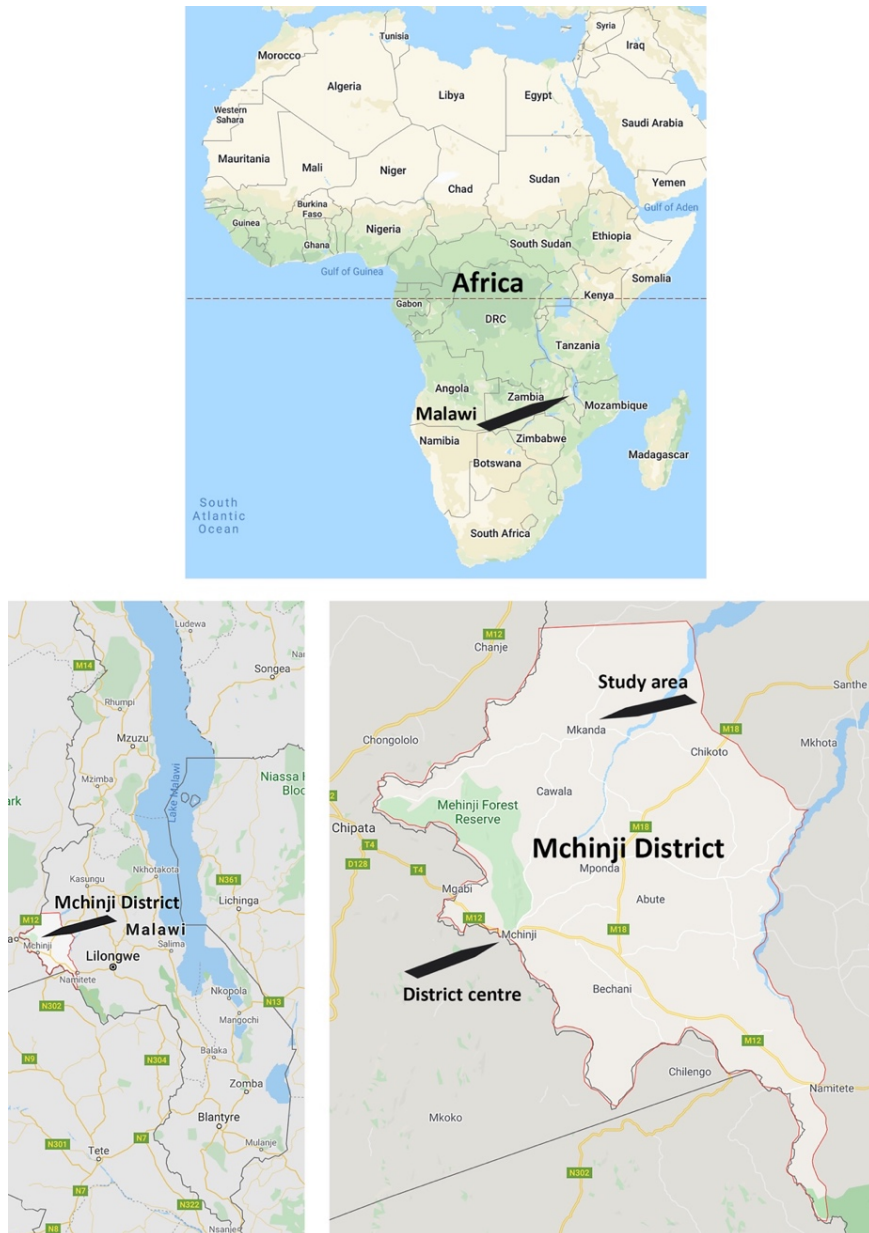 Syria
Tunisia
Iraq
Morocco
Algeria
Libya
Egypt
Western
Sahara
Saudi Arabia
Mauritania
Mali
Niger
Chad
Sudan
Yemen
Gulf of Aden
Burkina
Faso
Guinea
Nigeria
Ghana
South Sudan
Ethiopia
Gulf of Guinea
Africa
Somalia
Gabon
Kenya
DRC
Tanzania
Angola
Zambia
Malawi
Mozambique
Namibia
Zimbabwe
Botswana
Madagascar
South
Atlantic
Ocean
South Africa
Ludewa
M14
Songea
Rhumpi
Mzuzu
Lake Malawi
Niassa
Bloc
Mzimba
ark
Nkhotakota
Kasungu
N361
Mchinji District
Lichinga
M12
Malawi
Mchinji
Salima
Lilongwe
Namitete
Nkopola
N302
N13
Mangochi
N9
N304
Balaka
Zomba
Blantyre
N301
N7
Mulanje
Tete
N7
N322
N8
Nsanje
M12
Chanje
Study area
Santhe
Mkanda
M18
Chongololo
Chikoto
Mkhota
Cawala
Mehinji Forest
Reserve
Chipata
M18
Mchinji District
T4
D128
T4
Mponda
Mgabi
Abute
M12
M18
Mchinji
District centre
Bechani
M12
Chilengo
Namitete
Mkoko
N302